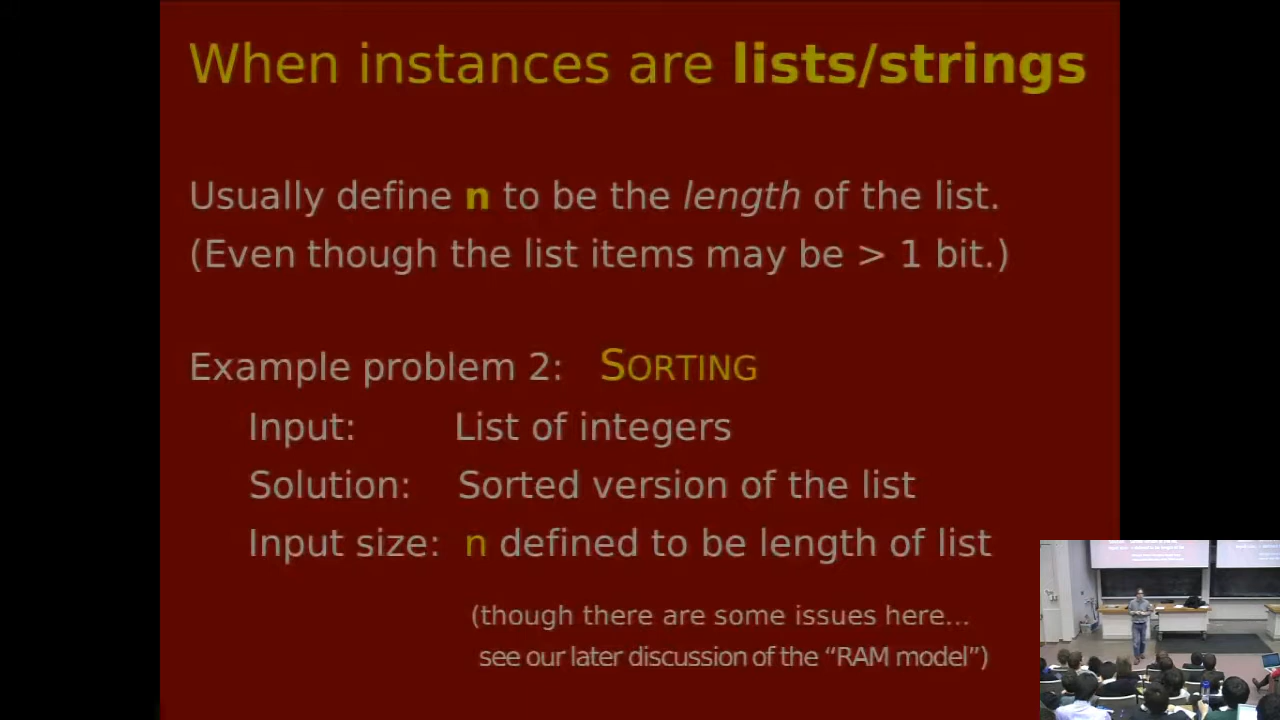 When instances are lists/strings
Usually define n to be the length of the list.
(Even though the list items may be > 1 bit.)
Example problem 2: SORTING
Input: List of integers
Solution: Sorted version of the list
Input size: n defined to be length of list
(though there are some issues here...
see our later discussion of the “RAM model”)